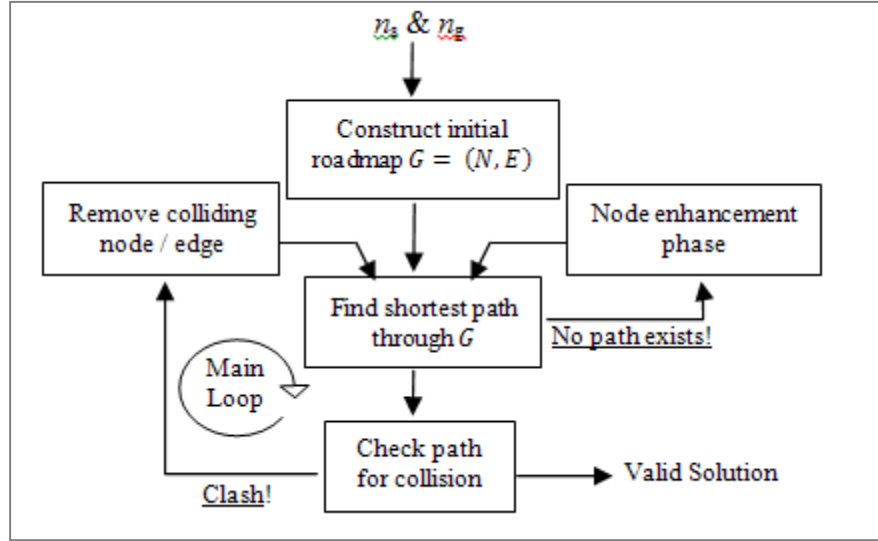 nₛ & n_g
Construct initial
roadmap G = (N, E)
Remove colliding
node / edge
Node enhancement
phase
Find shortest path
through G
No path exists!
Main
Loop
Check path
for collision
Clash!
Valid Solution